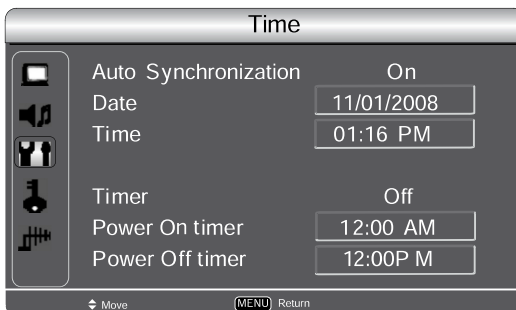 Time
Auto Synchronization On
Date 11/01/2008
Time 01:16 PM
Timer Off
Power On timer 12:00 AM
Power Off timer 12:00P M
Move MENU Return